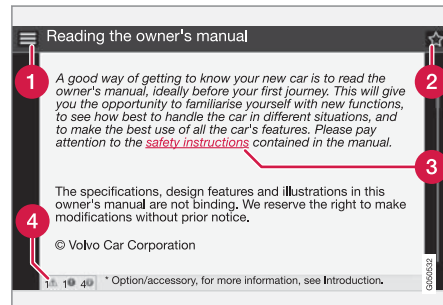 Reading the owner's manual
1
2
A good way of getting to know your new car is to read the
owner's manual, ideally before your first journey. This will give
you the opportunity to familiarise yourself with new functions,
to see how best to handle the car in different situations, and
to make the best use of all the car's features. Please pay
attention to the safety instructions contained in the manual.
3
The specifications, design features and illustrations in this
owner's manual are not binding. We reserve the right to make
modifications without prior notice.
4
© Volvo Car Corporation
1 1 4 * Option/accessory, for more information, see Introduction.
G050532